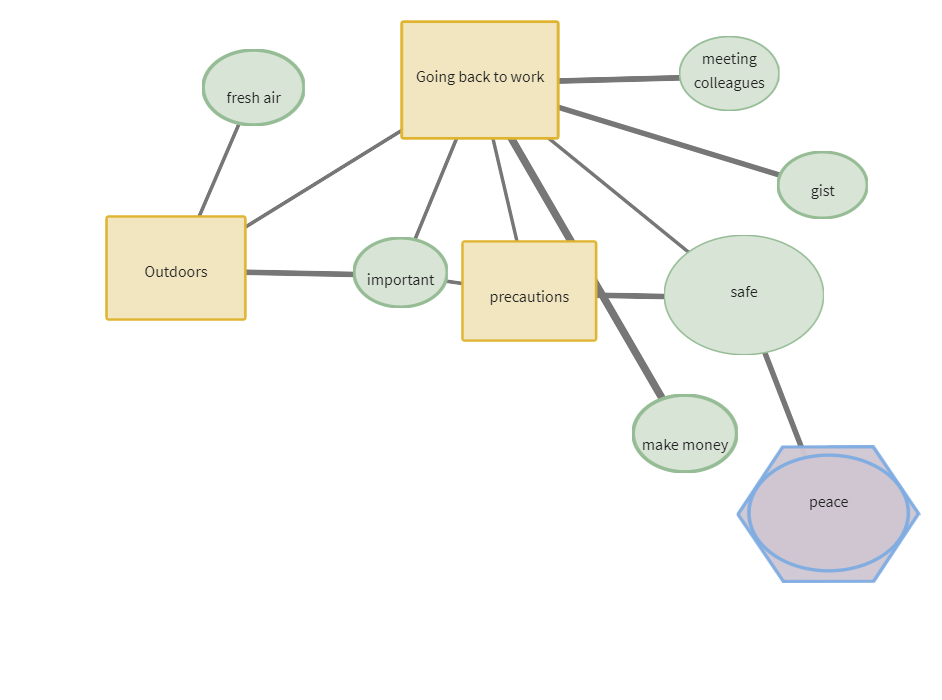 Going back to work
meeting
colleagues
fresh air
gist
Outdoors
important
precautions
safe
make money
peace